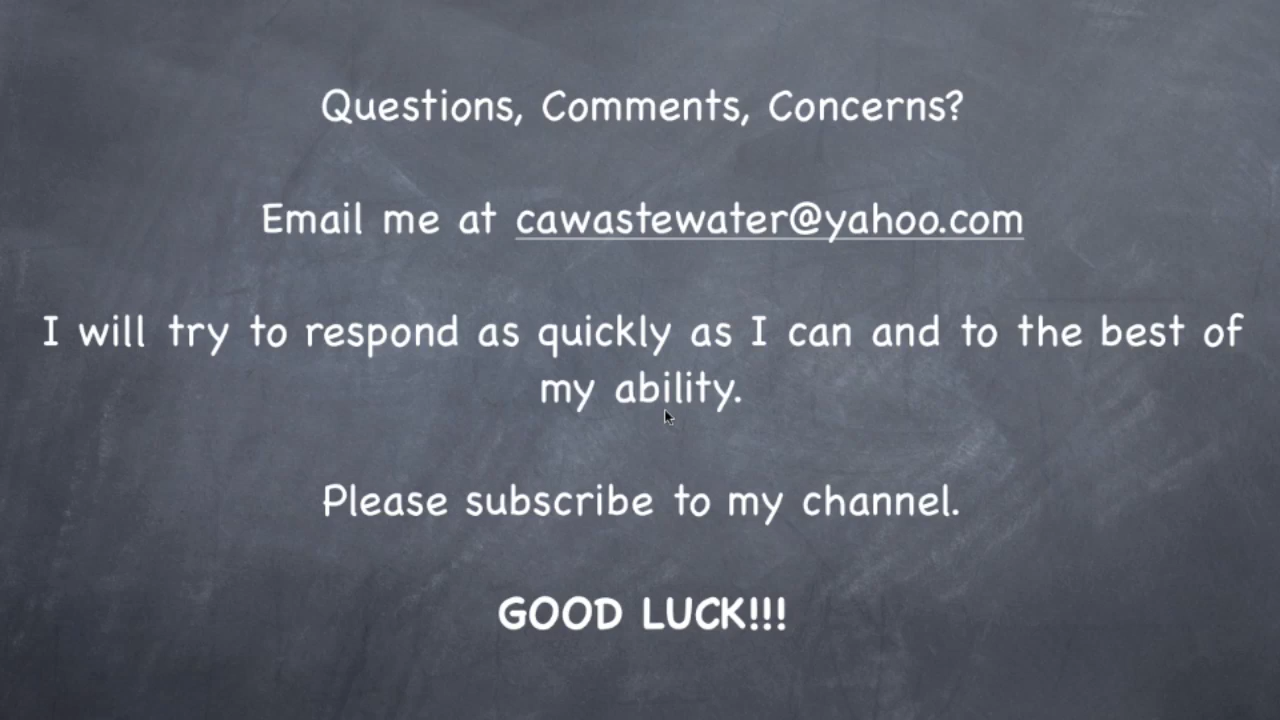 Questions, Comments, Concerns?
Email me at cawastewater@yahoo.com
I will try to respond as quickly as I can and to the best of
my ability.
Please subscribe to my channel.
GOOD LUCK!!!